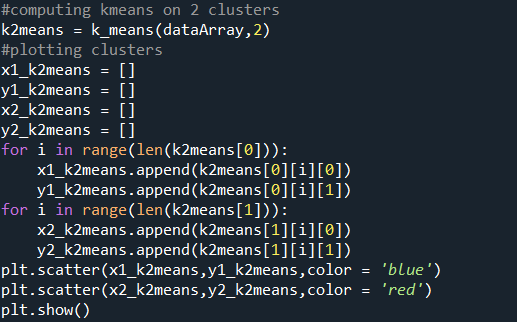 #computing kmeans on 2 clusters
k2means = k_means(dataArray,2)
#plotting clusters
x1_k2means = []
y1_k2means = []
x2_k2means = []
y2_k2means = []
for i in range(len(k2means[0])):
    x1_k2means.append(k2means[0][i][0])
    y1_k2means.append(k2means[0][i][1])
for i in range(len(k2means[1])):
    x2_k2means.append(k2means[1][i][0])
    y2_k2means.append(k2means[1][i][1])
plt.scatter(x1_k2means,y1_k2means,color = 'blue')
plt.scatter(x2_k2means,y2_k2means,color = 'red')
plt.show()